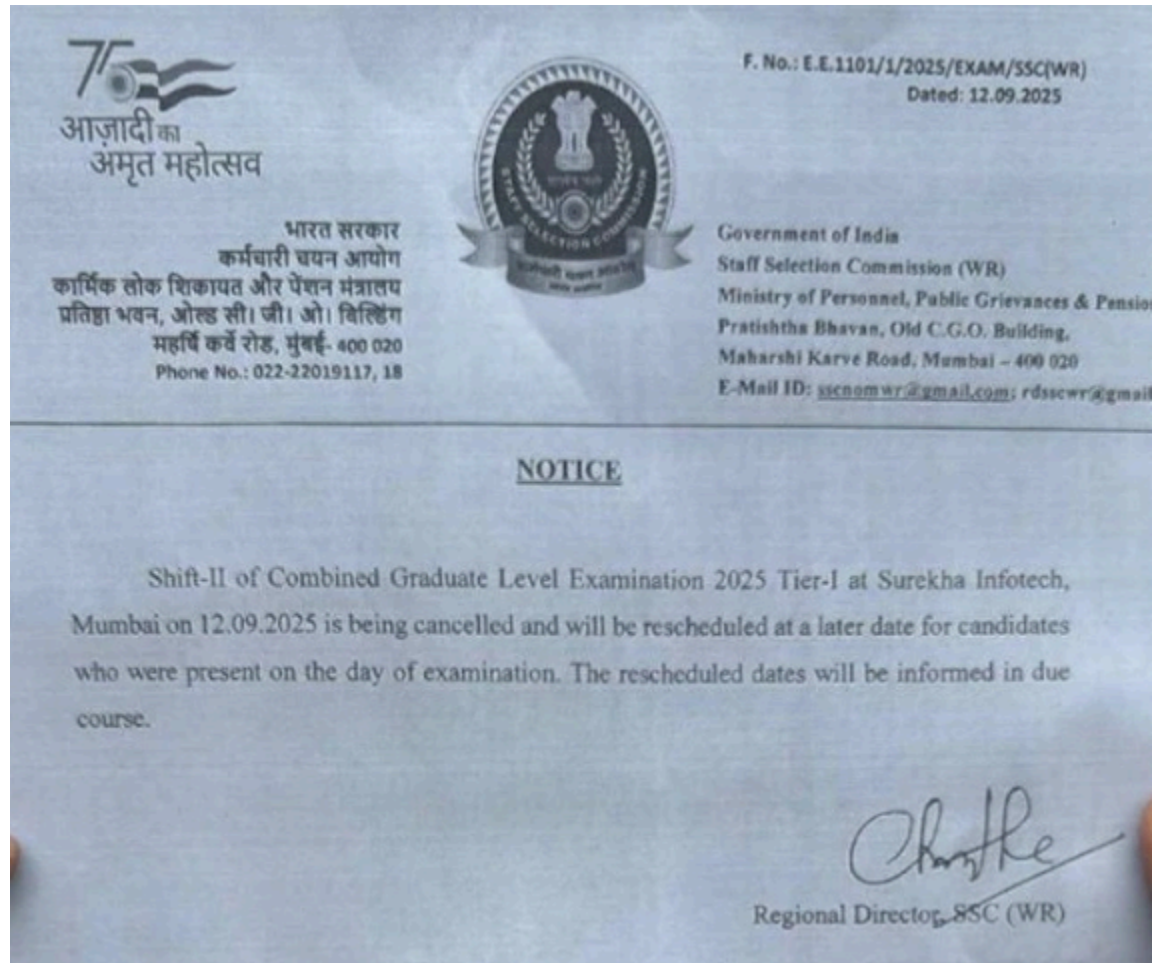 75
आज़ादी का
अमृत महोत्सव
STAFF SELECTION COMMISSION
F. No.: E.E.1101/1/2025/EXAM/SSC(WR)
Dated: 12.09.2025
भारत सरकार
कर्मचारी चयन आयोग
कार्मिक लोक शिकायत और पेंशन मंत्रालय
प्रतिष्ठा भवन, ओल्ड सी। जी। ओ। बिल्डिंग
महर्षि कर्वे रोड, मुंबई- 400 020
Phone No.: 022-22019117, 18
Government of India
Staff Selection Commission (WR)
Ministry of Personnel, Public Grievances & Pensio
Pratishtha Bhavan, Old C.G.O. Building,
Maharshi Karve Road, Mumbai – 400 020
E-Mail ID: sscnomwr@gmail.com; rdsscwr@gmail
NOTICE
Shift-II of Combined Graduate Level Examination 2025 Tier-I at Surekha Infotech,
Mumbai on 12.09.2025 is being cancelled and will be rescheduled at a later date for candidates
who were present on the day of examination. The rescheduled dates will be informed in due
course.
Regional Director, SSC (WR)